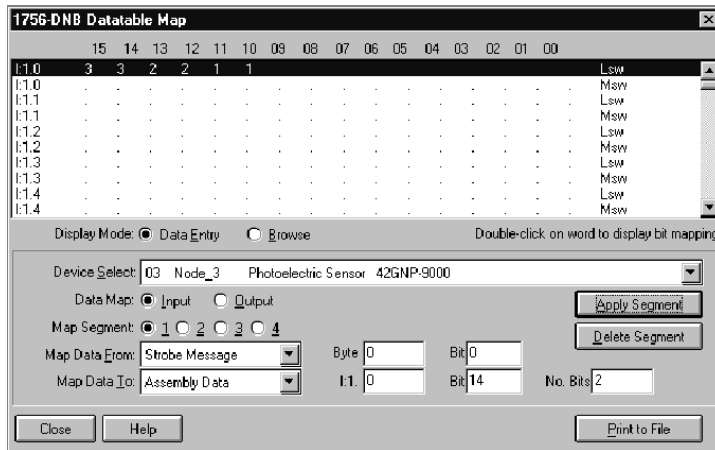 1756-DNB Datatable Map
15 14 13 12 11 10 09 08 07 06 05 04 03 02 01 00
I:1.0 3 3 2 2 1 1 . . . . . . . . . . Lsw
I:1.0 . . . . . . . . . . . . . . . . Msw
I:1.1 . . . . . . . . . . . . . . . . Lsw
I:1.1 . . . . . . . . . . . . . . . . Msw
I:1.2 . . . . . . . . . . . . . . . . Lsw
I:1.2 . . . . . . . . . . . . . . . . Msw
I:1.3 . . . . . . . . . . . . . . . . Lsw
I:1.3 . . . . . . . . . . . . . . . . Msw
I:1.4 . . . . . . . . . . . . . . . . Lsw
I:1.4 . . . . . . . . . . . . . . . . Msw
Display Mode: Data Entry Browse Double-click on word to display bit mapping
Device Select: 03 Node_3 Photoelectric Sensor 42GNP-9000
Data Map: Input Output Apply Segment
Map Segment: 1 2 3 4 Delete Segment
Map Data From: Strobe Message Byte 0 Bit 0
Map Data To: Assembly Data I:1. 0 Bit 14 No. Bits 2
Close Help Print to File